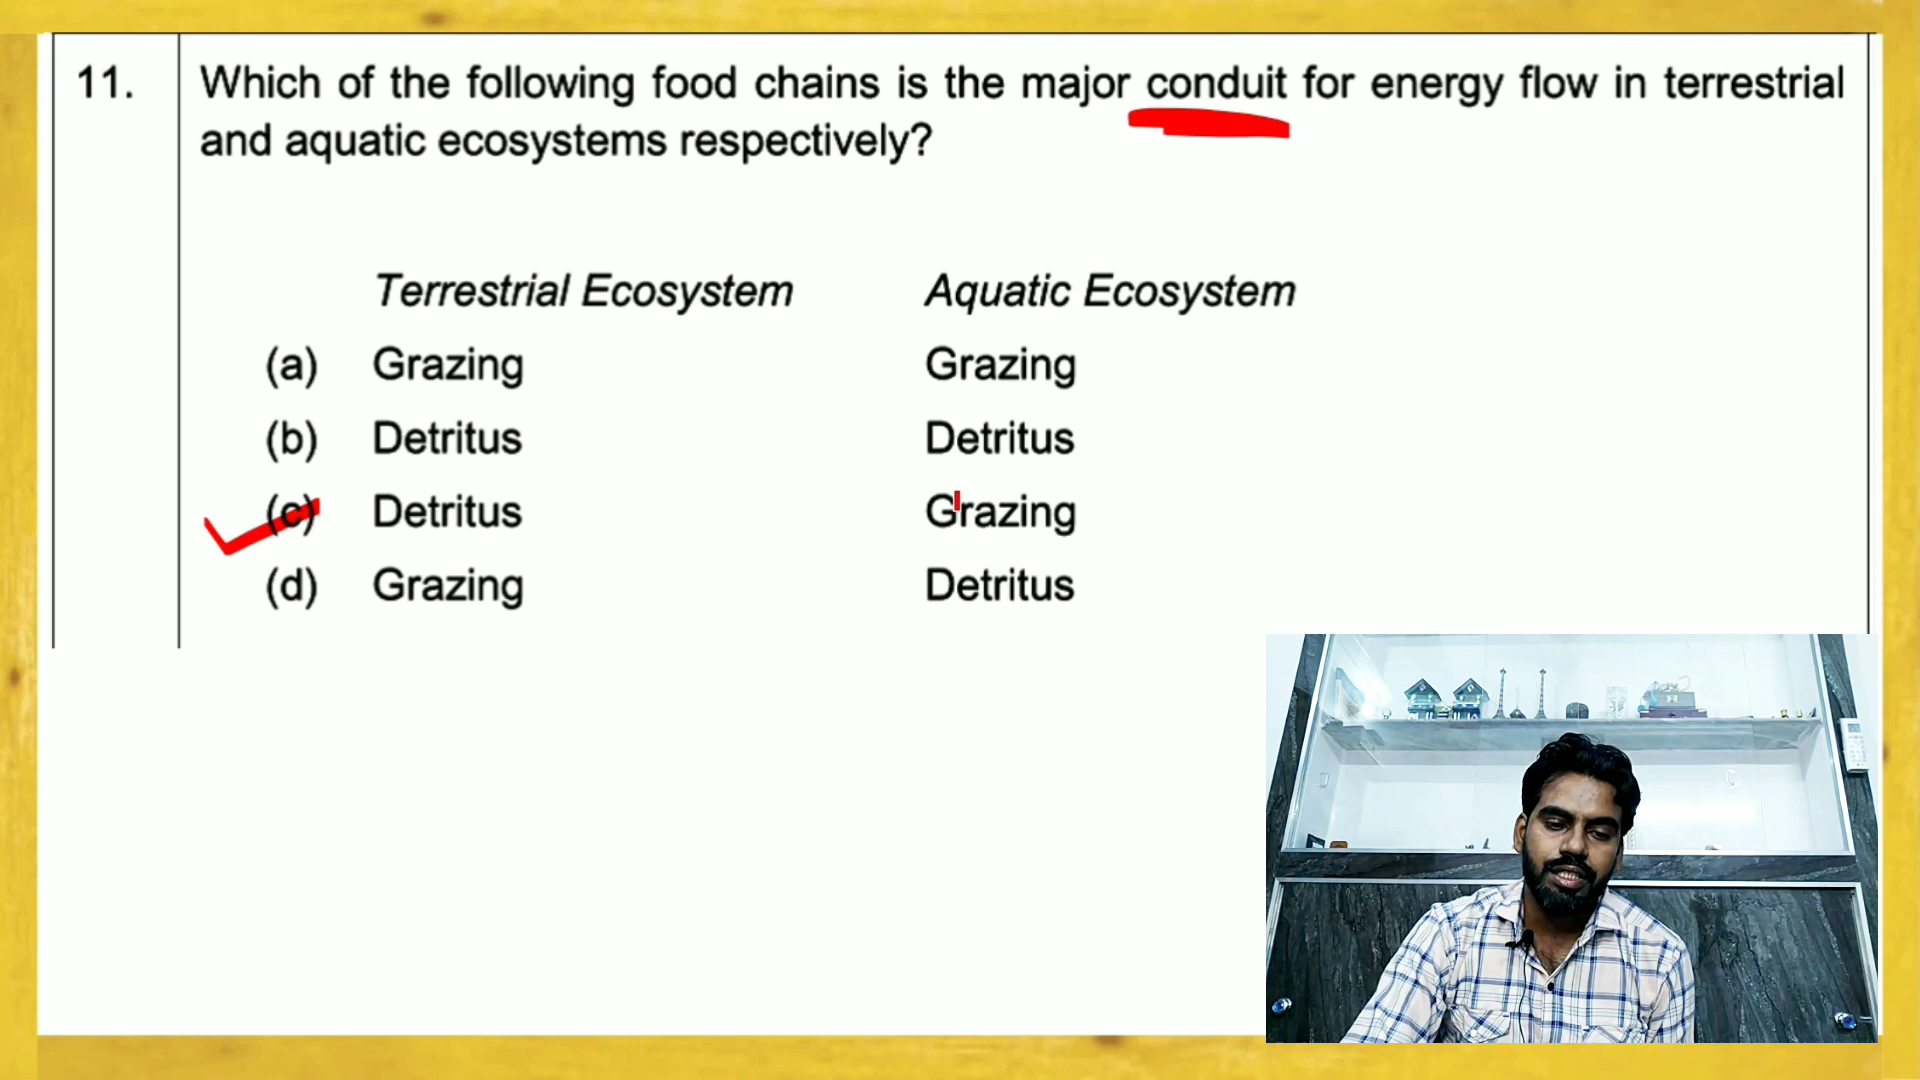 11.
Which of the following food chains is the major conduit for energy flow in terrestrial
and aquatic ecosystems respectively?
Terrestrial Ecosystem Aquatic Ecosystem
(a) Grazing Grazing
(b) Detritus Detritus
(c) Detritus Grazing
(d) Grazing Detritus